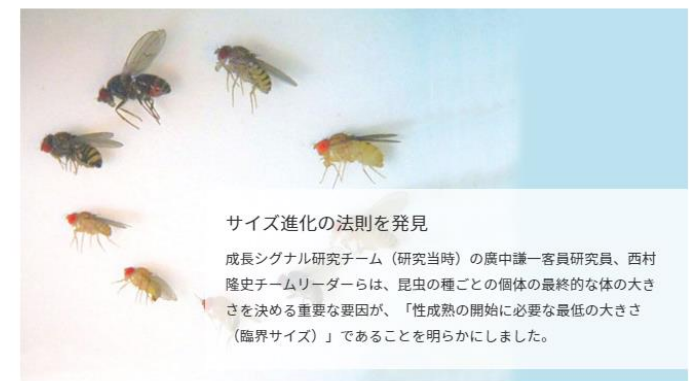 サイズ進化の法則を発見
成長シグナル研究チーム（研究当時）の廣中謙一客員研究員、西村
隆史チームリーダーらは、昆虫の種ごとの個体の最終的な体の大き
さを決める重要な要因が、「性成熟の開始に必要な最低の大きさ
（臨界サイズ）」であることを明らかにしました。